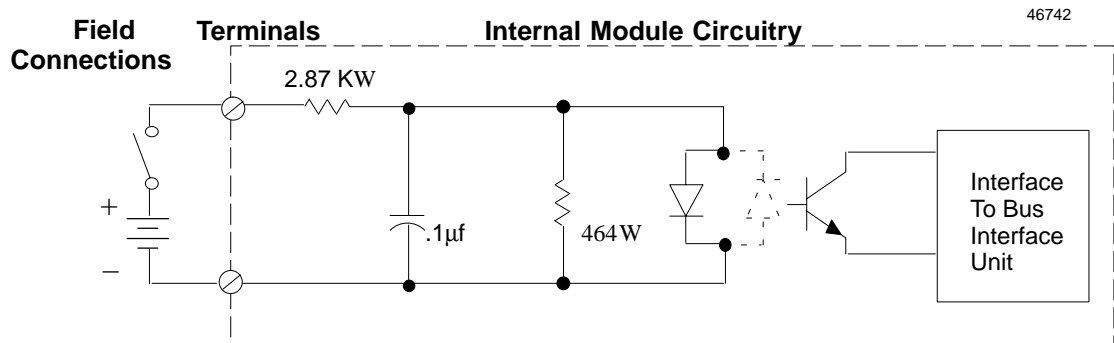 46742
Field
Connections
Terminals
Internal Module Circuitry
2.87 KW
+
−
.1µf
464W
Interface
To Bus
Interface
Unit